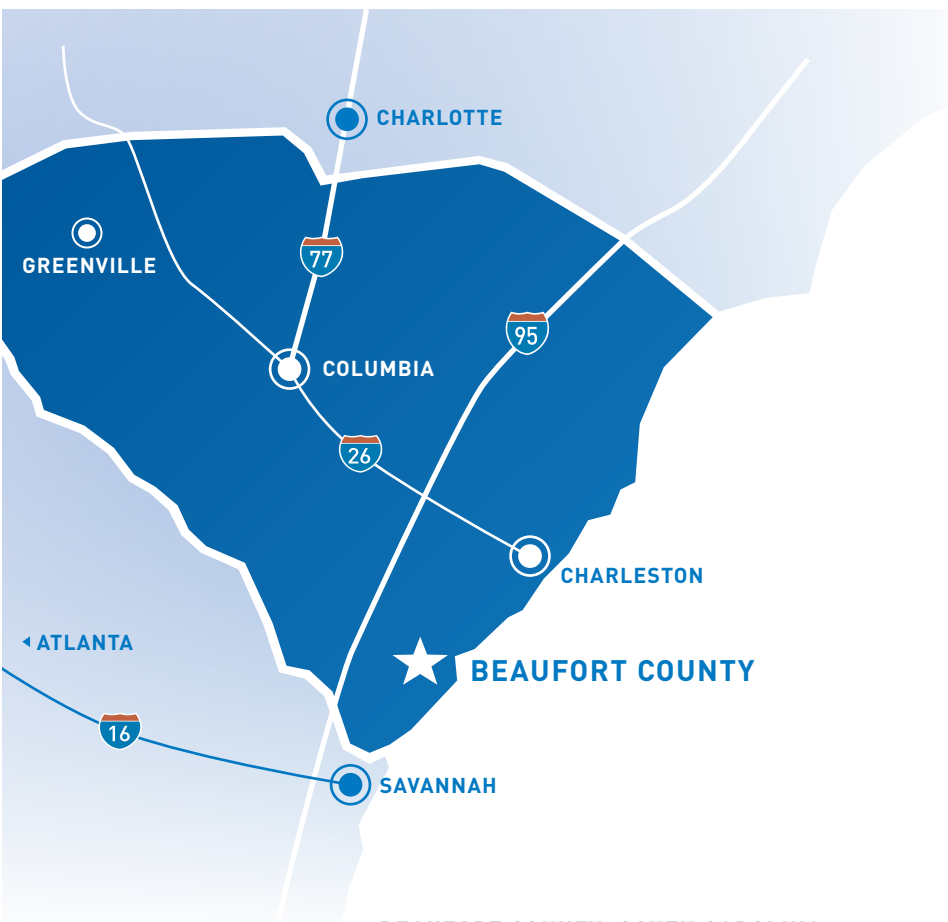 CHARLOTTE
GREENVILLE
77
95
COLUMBIA
26
CHARLESTON
ATLANTA
BEAUFORT COUNTY
16
SAVANNAH